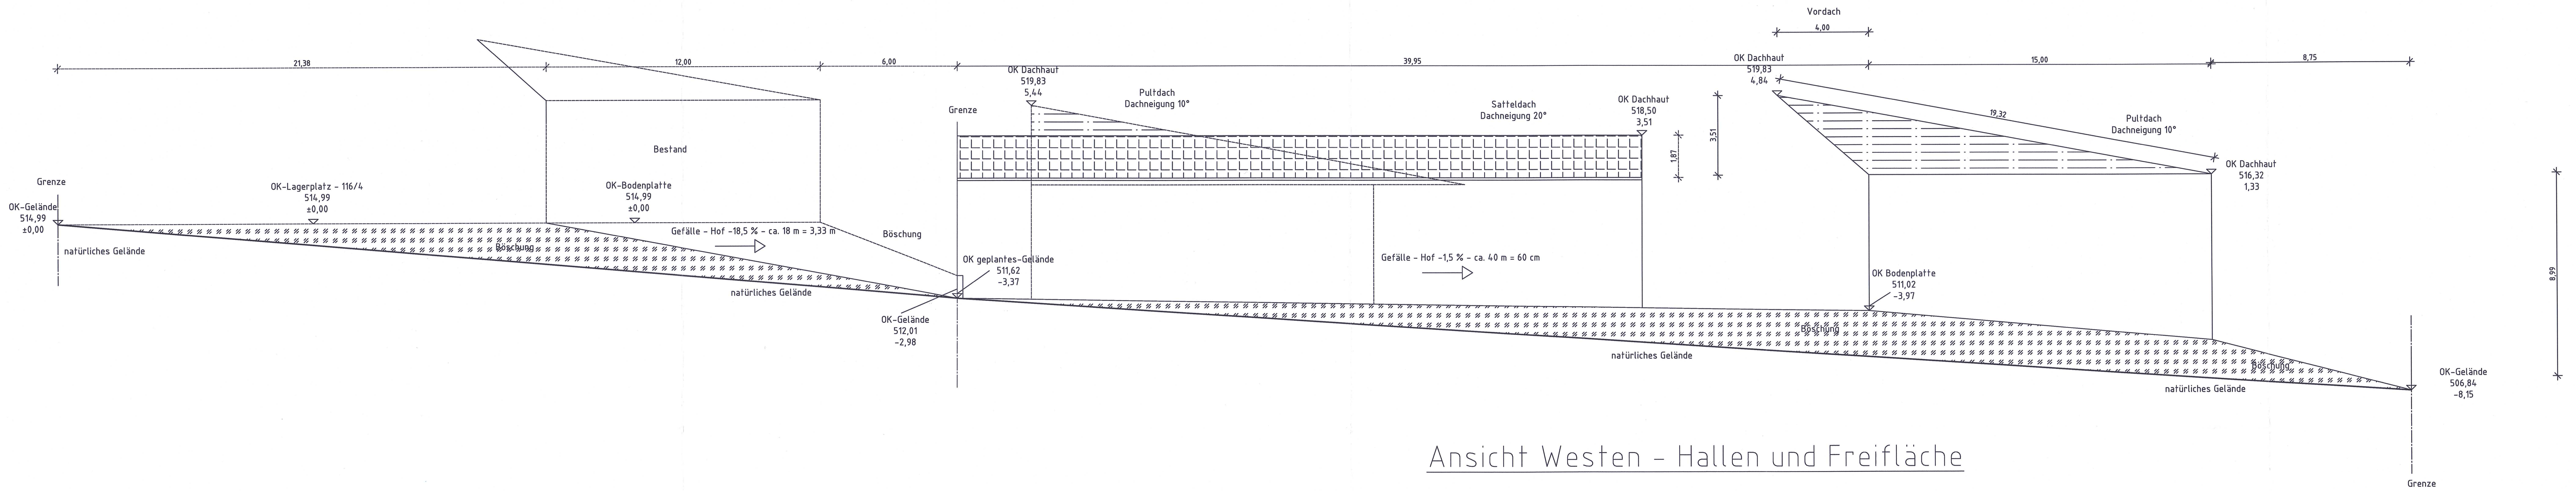 Vordach
4,00
21,38
12,00
6,00
39,95
15,00
8,75
OK Dachhaut
519,83
5,44
Pultdach
Dachneigung 10°
Grenze
Satteldach
Dachneigung 20°
OK Dachhaut
518,50
3,51
1,87
3,51
OK Dachhaut
519,83
4,84
19,32
Pultdach
Dachneigung 10°
OK Dachhaut
516,32
1,33
Bestand
Grenze
OK-Gelände
514,99
±0,00
OK-Lagerplatz - 116/4
514,99
±0,00
OK-Bodenplatte
514,99
±0,00
natürliches Gelände
Böschung
Gefälle - Hof -18,5 % - ca. 18 m = 3,33 m
Böschung
natürliches Gelände
OK geplantes-Gelände
511,62
-3,37
OK-Gelände
512,01
-2,98
Gefälle - Hof -1,5 % - ca. 40 m = 60 cm
OK Bodenplatte
511,02
-3,97
8,99
Böschung
natürliches Gelände
Böschung
natürliches Gelände
OK-Gelände
506,84
-8,15
Grenze
Ansicht Westen - Hallen und Freifläche